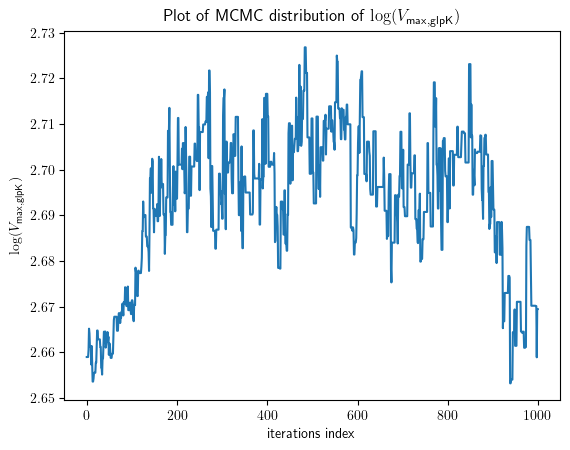 Plot of MCMC distribution of log(V_max,glpK)
log(V_max,glpK)
2.73
2.72
2.71
2.70
2.69
2.68
2.67
2.66
2.65
0 200 400 600 800 1000
iterations index